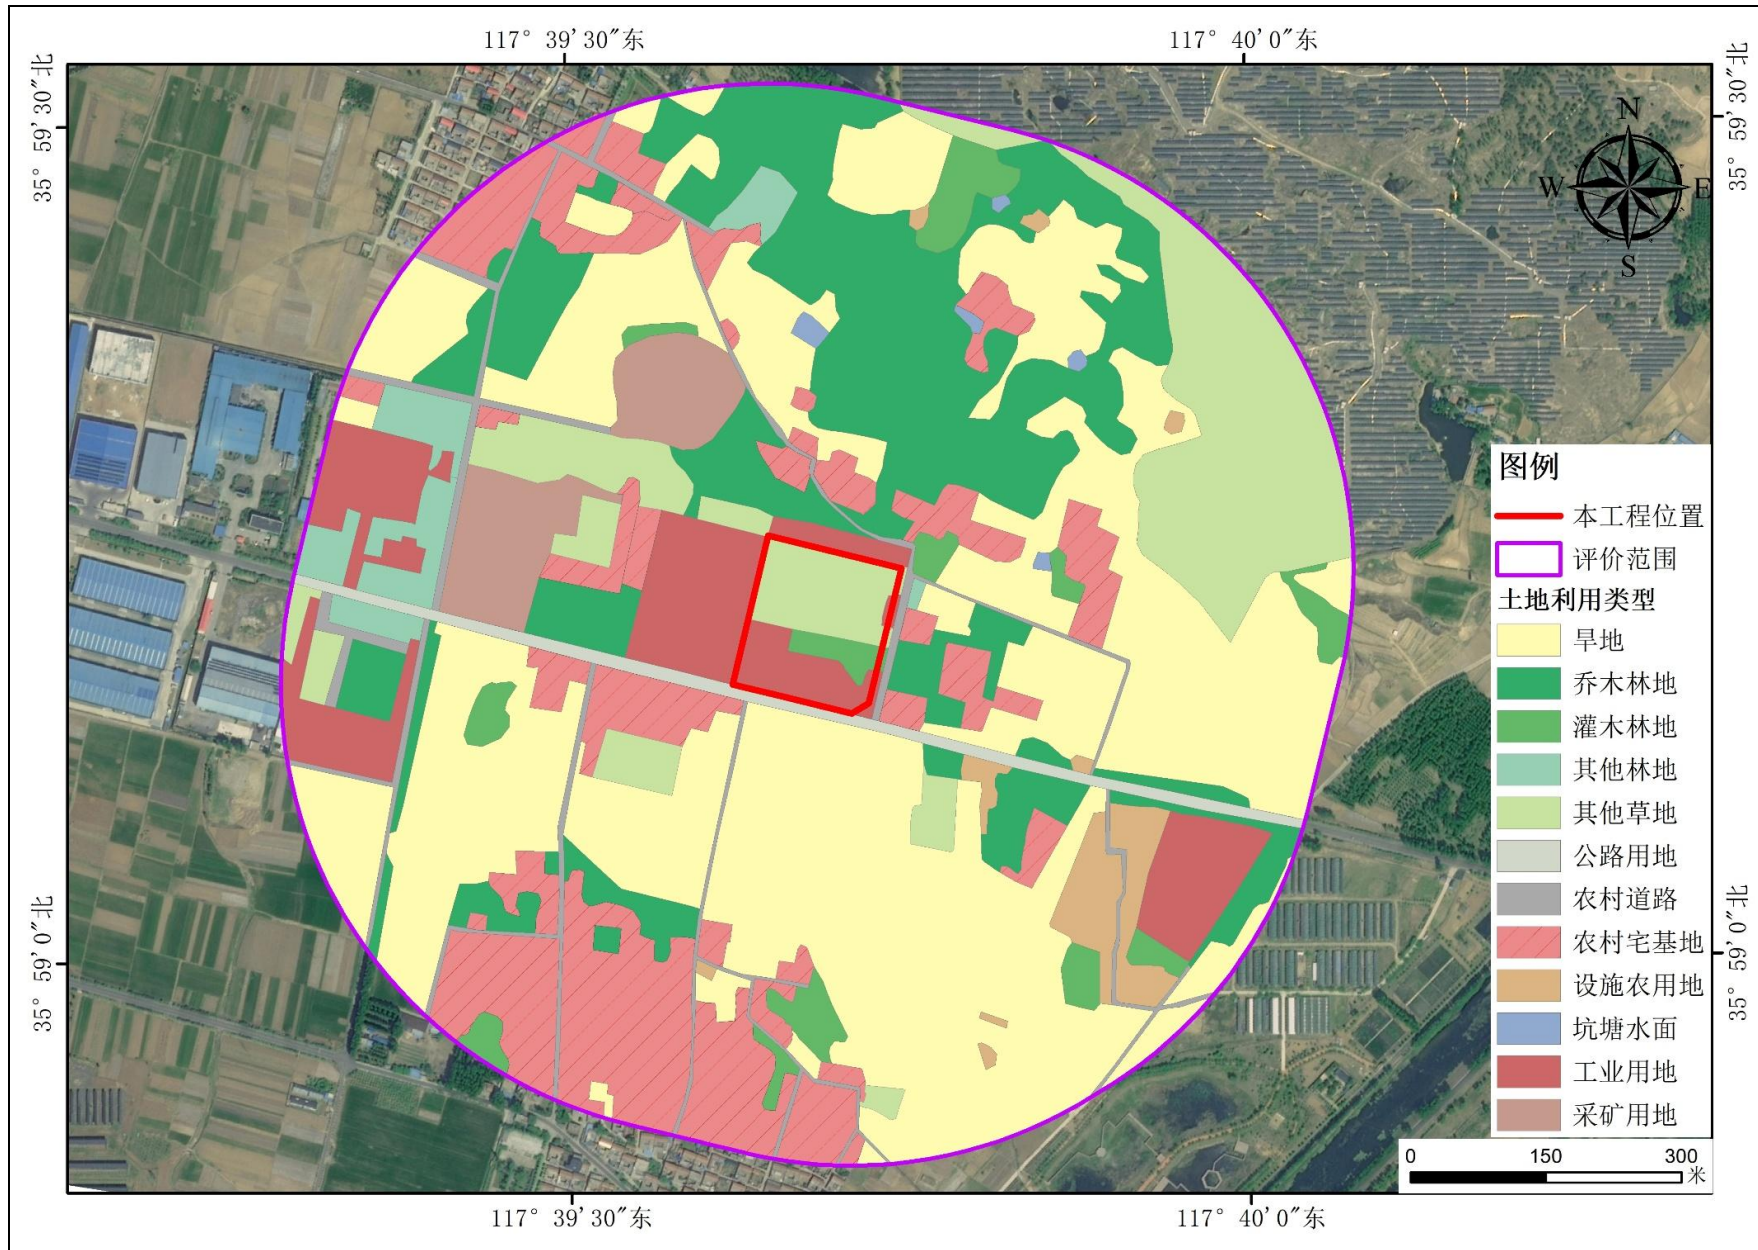 117° 39'30"东
117° 40'0"东
35° 59'30"北
35° 59'30"北
N
W
E
S
图例
本工程位置
评价范围
土地利用类型
旱地
乔木林地
灌木林地
其他林地
其他草地
公路用地
农村道路
农村宅基地
设施农用地
坑塘水面
工业用地
采矿用地
35° 59'0"北
35° 59'0"北
0 150 300
米
117° 39'30"东
117° 40'0"东